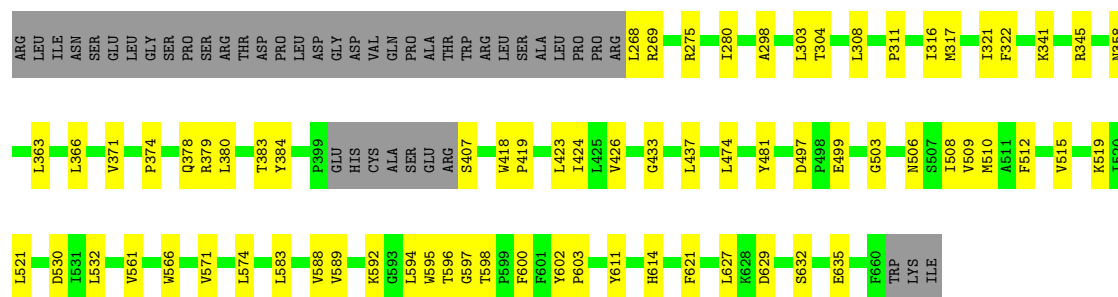 ARG LEU ILE ASN SER GLU LEU GLY SER PRO SER ARG THR ASP PRO LEU ASP GLY ASP VAL GLN PRO ALA THR TRP ARG LEU SER ALA LEU PRO PRO ARG L268 R269 R275 I280 A298 L303 T304 L308 P311 I316 M317 I321 F322 K341 R345 N358
L363 L366 V371 P374 Q378 R379 L380 T383 Y384 P399 GLU HIS CYS ALA SER GLU ARG S407 W418 P419 L423 I424 L425 V426 G433 L437 L474 Y481 D497 P498 E499 G503 N506 S507 I508 V509 M510 A511 F512 V515 K519 I520
L521 D530 I531 L532 V561 W566 V571 L574 L583 V588 V589 K592 G593 L594 W595 T596 G597 T598 P599 F600 F601 Y602 P603 Y611 H614 F621 L627 K628 D629 S632 E635 F660 TRP LYS ILE